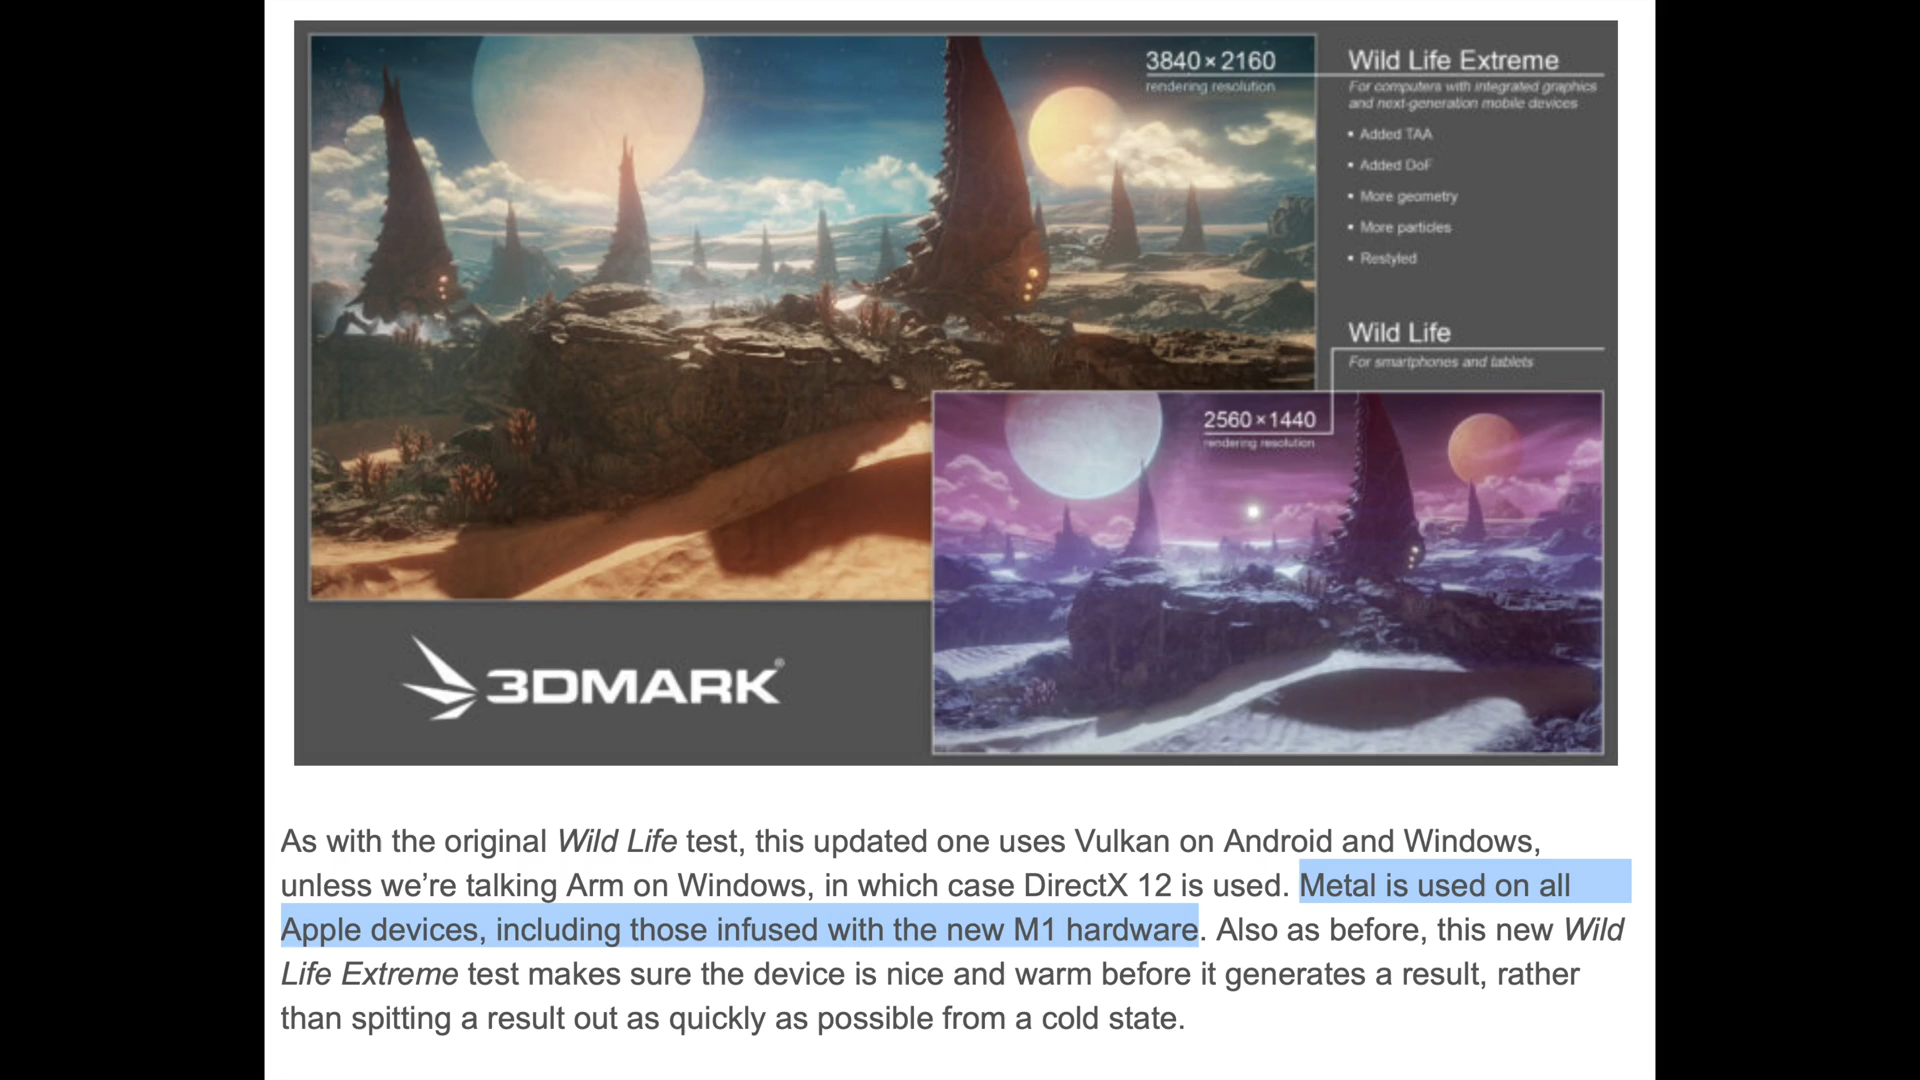 3840×2160
rendering resolution
Wild Life Extreme
For computers with integrated graphics
and next-generation mobile devices
• Added TAA
• Added DoF
• More geometry
• More particles
• Restyled
Wild Life
For smartphones and tablets
2560×1440
rendering resolution
3DMARK®
As with the original Wild Life test, this updated one uses Vulkan on Android and Windows,
unless we’re talking Arm on Windows, in which case DirectX 12 is used. Metal is used on all
Apple devices, including those infused with the new M1 hardware. Also as before, this new Wild
Life Extreme test makes sure the device is nice and warm before it generates a result, rather
than spitting a result out as quickly as possible from a cold state.